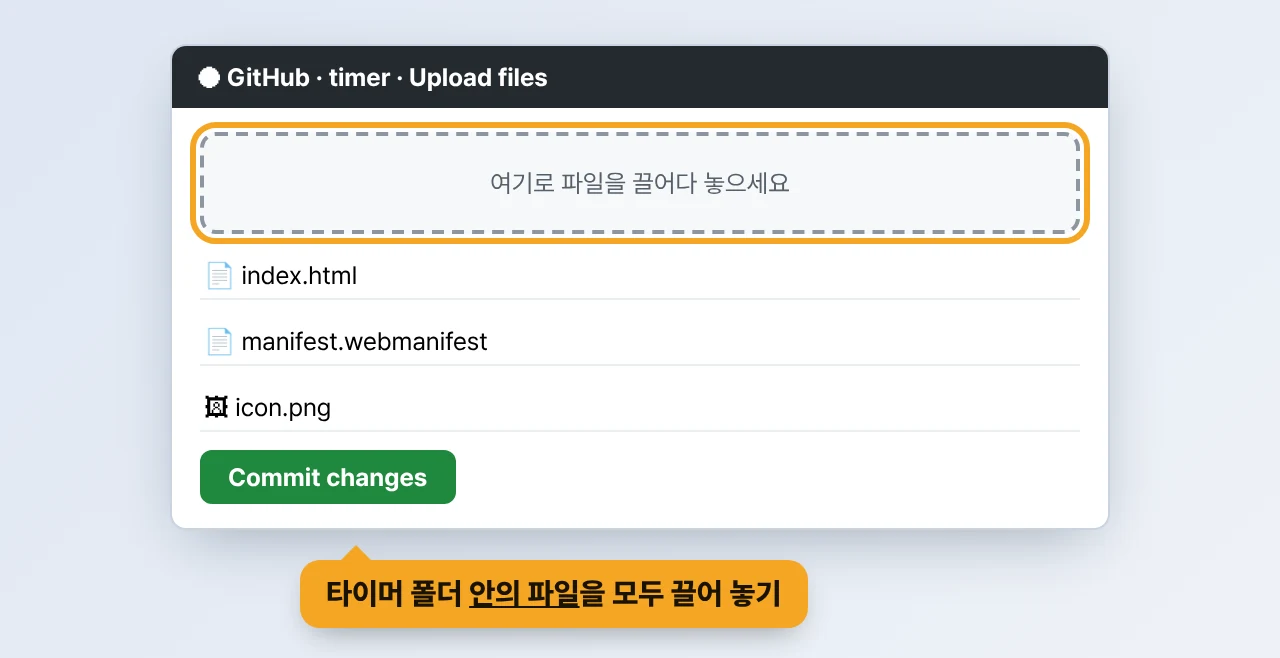 GitHub · timer · Upload files
여기로 파일을 끌어다 놓으세요
index.html
manifest.webmanifest
icon.png
Commit changes
타이머 폴더 안의 파일을 모두 끌어 놓기